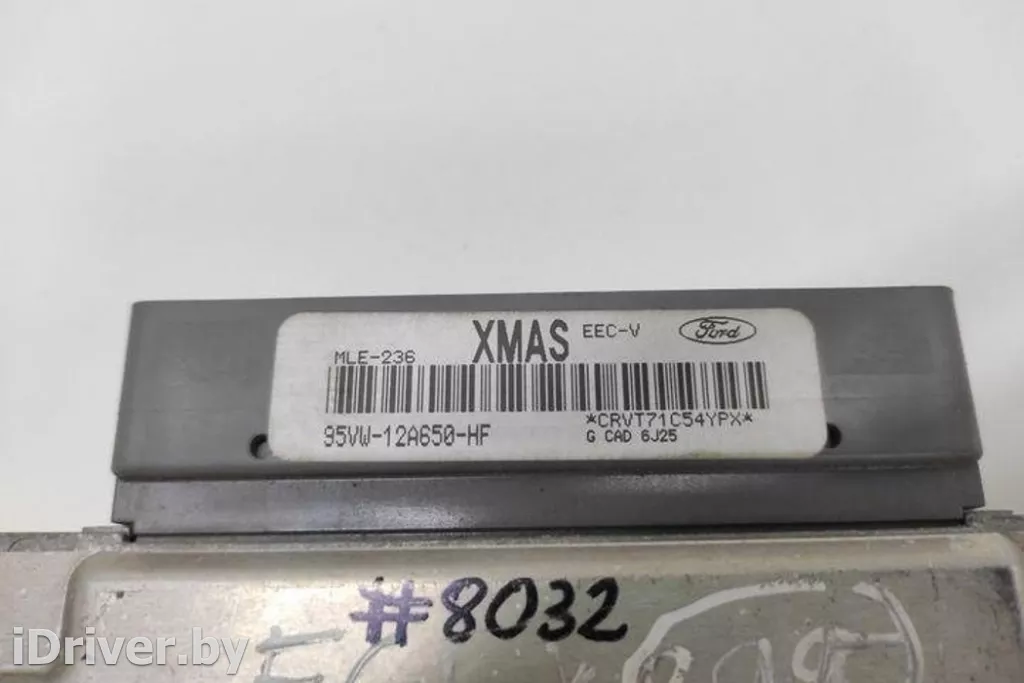 XMAS EEC-V Ford
MLE-236
*CRVT71C54YPX*
95VW-12A650-HF
G CAD 6J25
#8032
iDriver.by